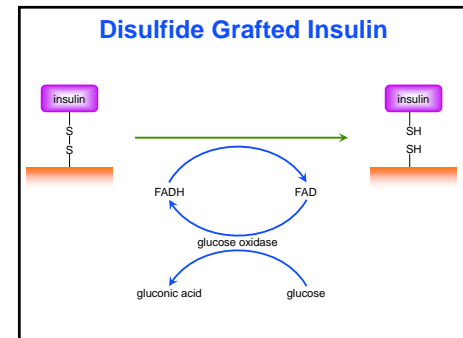 Disulfide Grafted Insulin
insulin
S
S
insulin
SH
SH
FADH
FAD
glucose oxidase
gluconic acid
glucose